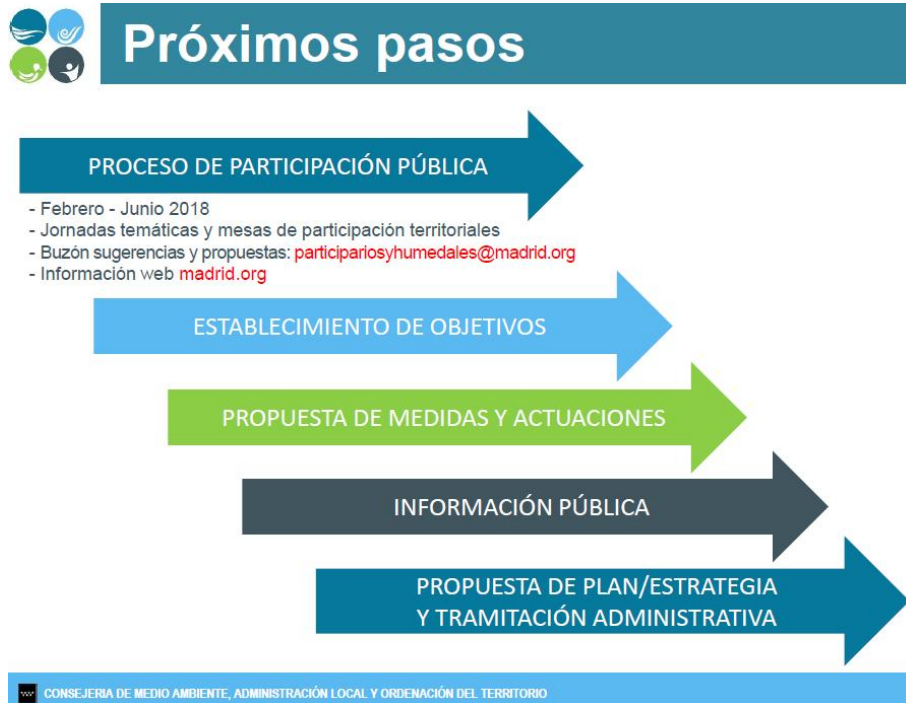 Próximos pasos
PROCESO DE PARTICIPACIÓN PÚBLICA
- Febrero - Junio 2018
- Jornadas temáticas y mesas de participación territoriales
- Buzón sugerencias y propuestas: participariosyhumedales@madrid.org
- Información web madrid.org
ESTABLECIMIENTO DE OBJETIVOS
PROPUESTA DE MEDIDAS Y ACTUACIONES
INFORMACIÓN PÚBLICA
PROPUESTA DE PLAN/ESTRATEGIA
Y TRAMITACIÓN ADMINISTRATIVA
CONSEJERIA DE MEDIO AMBIENTE, ADMINISTRACIÓN LOCAL Y ORDENACIÓN DEL TERRITORIO